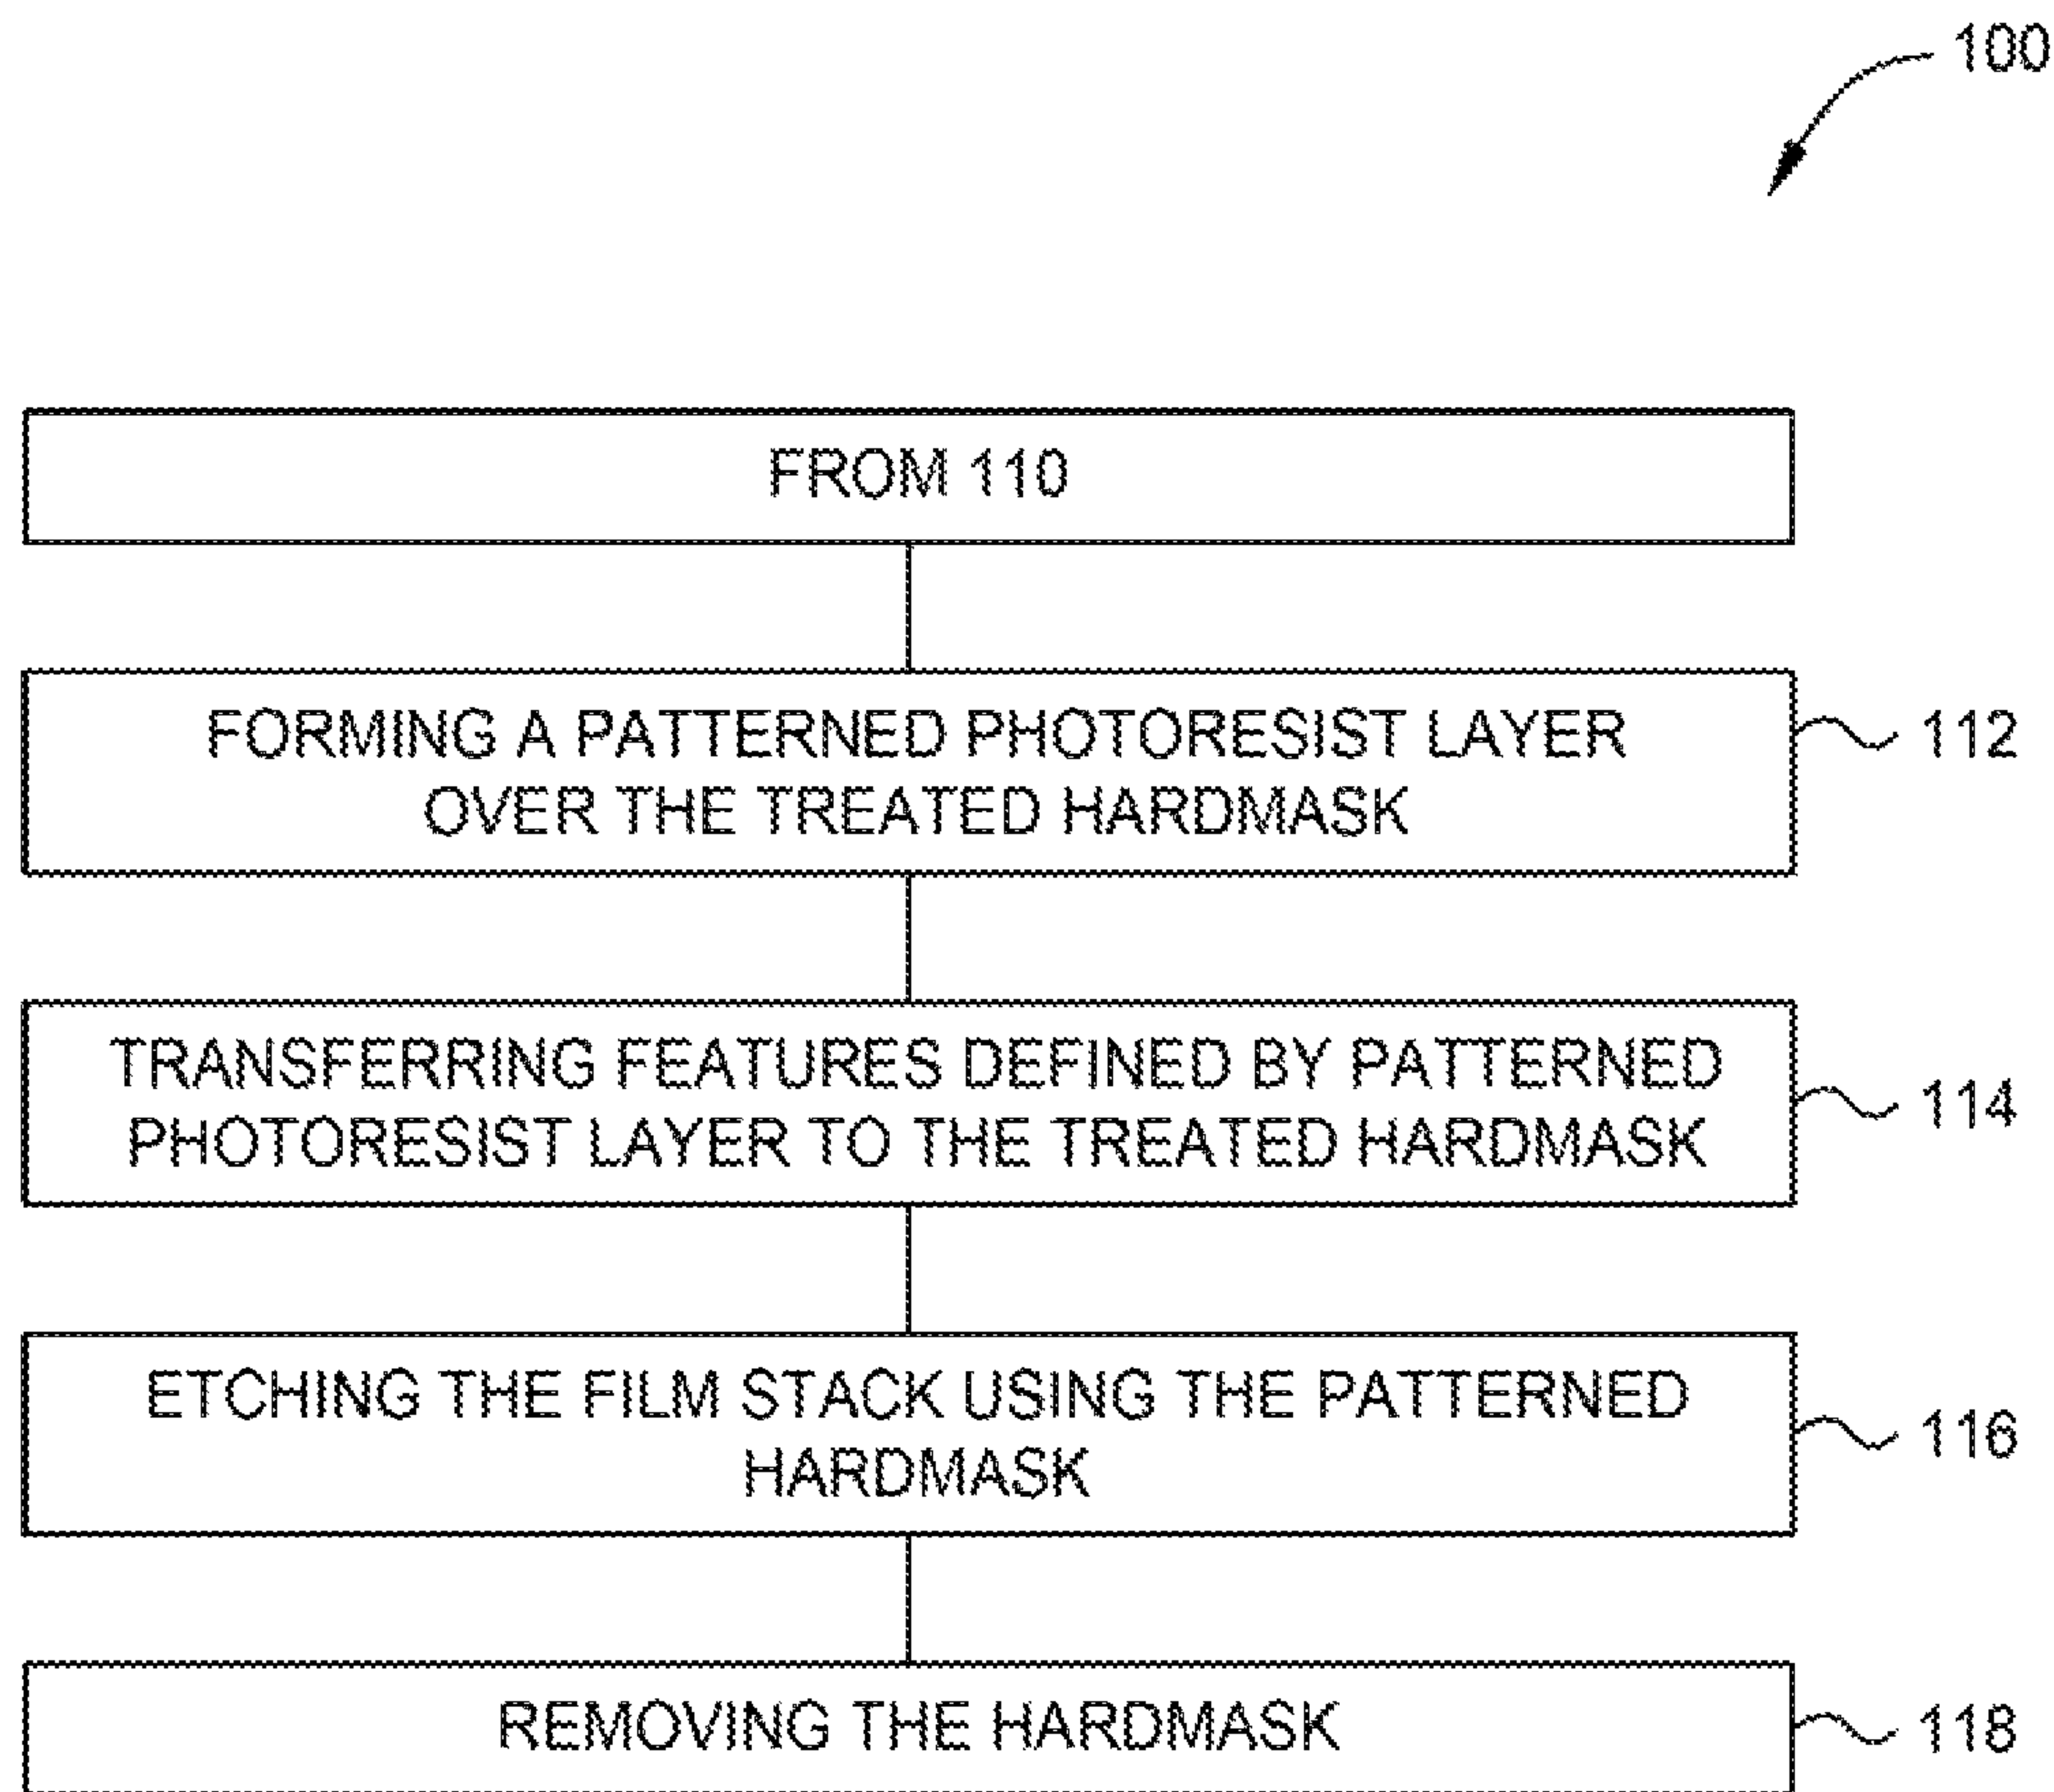 100
FROM 110
FORMING A PATTERNED PHOTORESIST LAYER
OVER THE TREATED HARDMASK
112
TRANSFERRING FEATURES DEFINED BY PATTERNED
PHOTORESIST LAYER TO THE TREATED HARDMASK
114
ETCHING THE FILM STACK USING THE PATTERNED
HARDMASK
116
REMOVING THE HARDMASK
118